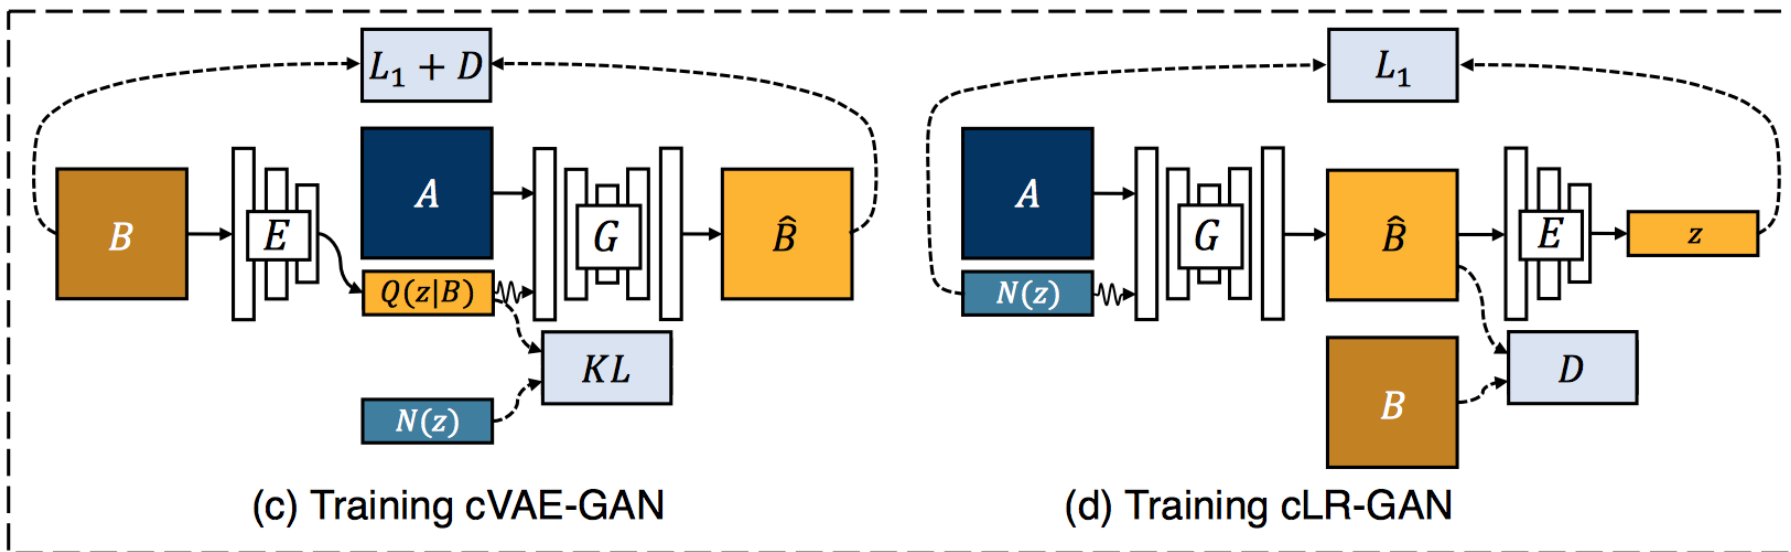 L₁ + D
B
E
A
Q(z|B)
G
B̂
KL
N(z)
(c) Training cVAE-GAN
L₁
A
N(z)
G
B̂
E
z
B
D
(d) Training cLR-GAN